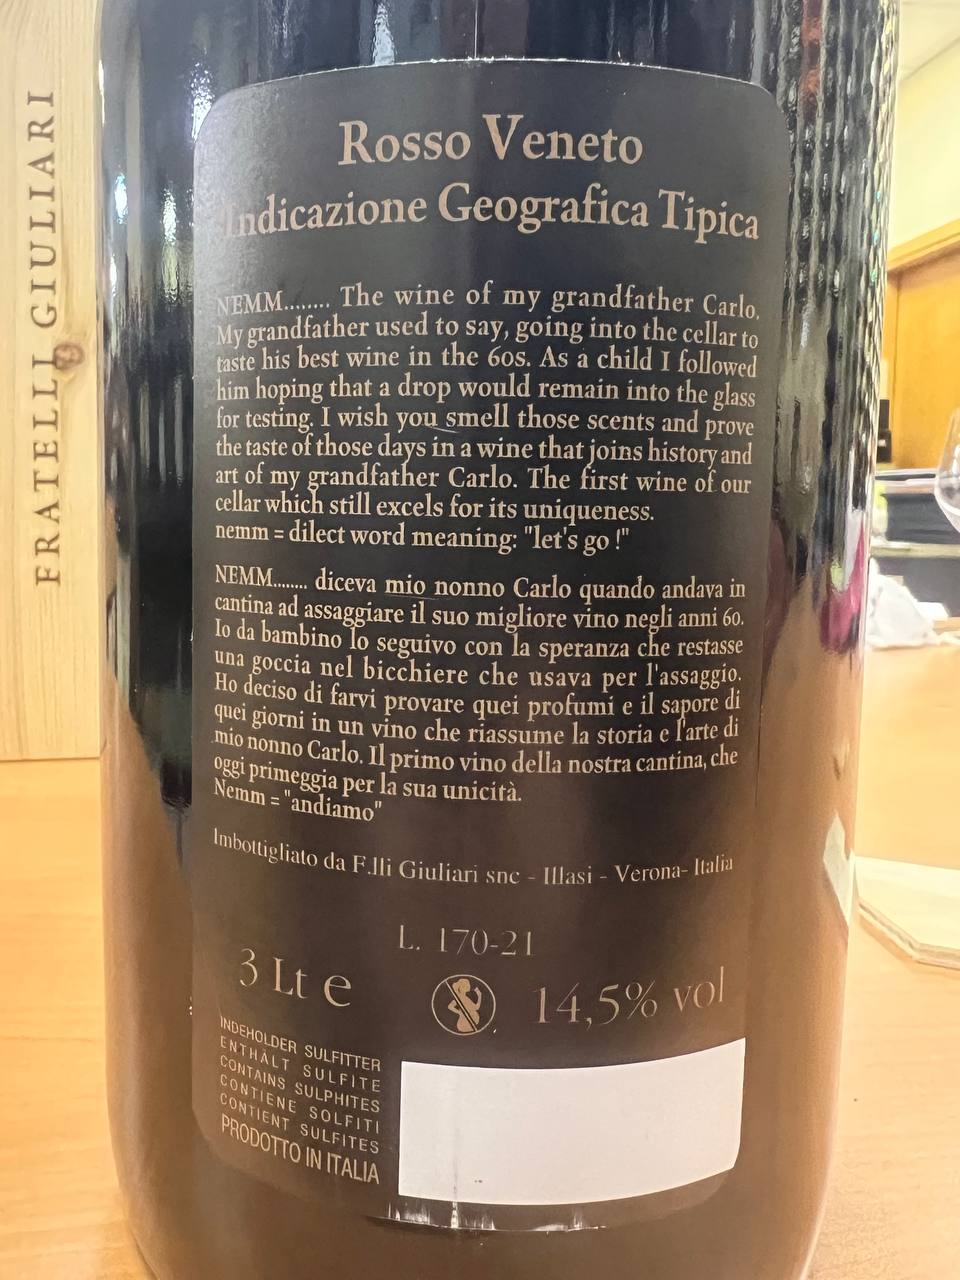 FRATELLI GIULIARI
Rosso Veneto
Indicazione Geografica Tipica
NEMM........ The wine of my grandfather Carlo.
My grandfather used to say, going into the cellar to
taste his best wine in the 60s. As a child I followed
him hoping that a drop would remain into the glass
for testing. I wish you smell those scents and prove
the taste of those days in a wine that joins history and
art of my grandfather Carlo. The first wine of our
cellar which still excels for its uniqueness.
nemm = dilect word meaning: "let's go !"
NEMM........ diceva mio nonno Carlo quando andava in
cantina ad assaggiare il suo migliore vino negli anni 60.
Io da bambino lo seguivo con la speranza che restasse
una goccia nel bicchiere che usava per l'assaggio.
Ho deciso di farvi provare quei profumi e il sapore di
quei giorni in un vino che riassume la storia e l'arte di
mio nonno Carlo. Il primo vino della nostra cantina, che
oggi primeggia per la sua unicità.
Nemm = "andiamo"
Imbottigliato da F.lli Giuliari snc - Illasi - Verona- Italia
L. 170-21
3 Lt e
14,5% vol
INDEHOLDER SULFITTER
ENTHÄLT SULFITE
CONTAINS SULPHITES
CONTIENE SOLFITI
CONTIENT SULFITES
PRODOTTO IN ITALIA